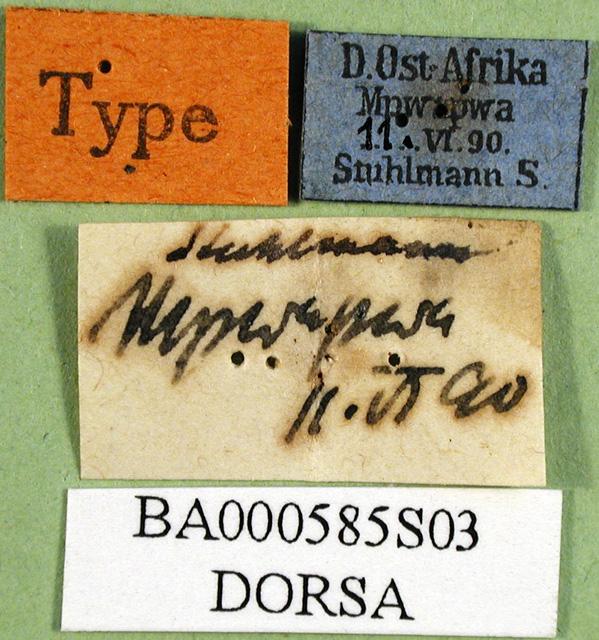 Type
D. Ost-Afrika
Mpwapwa
11. VI. 90.
Stuhlmann S.
Stuhlmann
Mpwapwa
11. VI 90
BA000585S03
DORSA